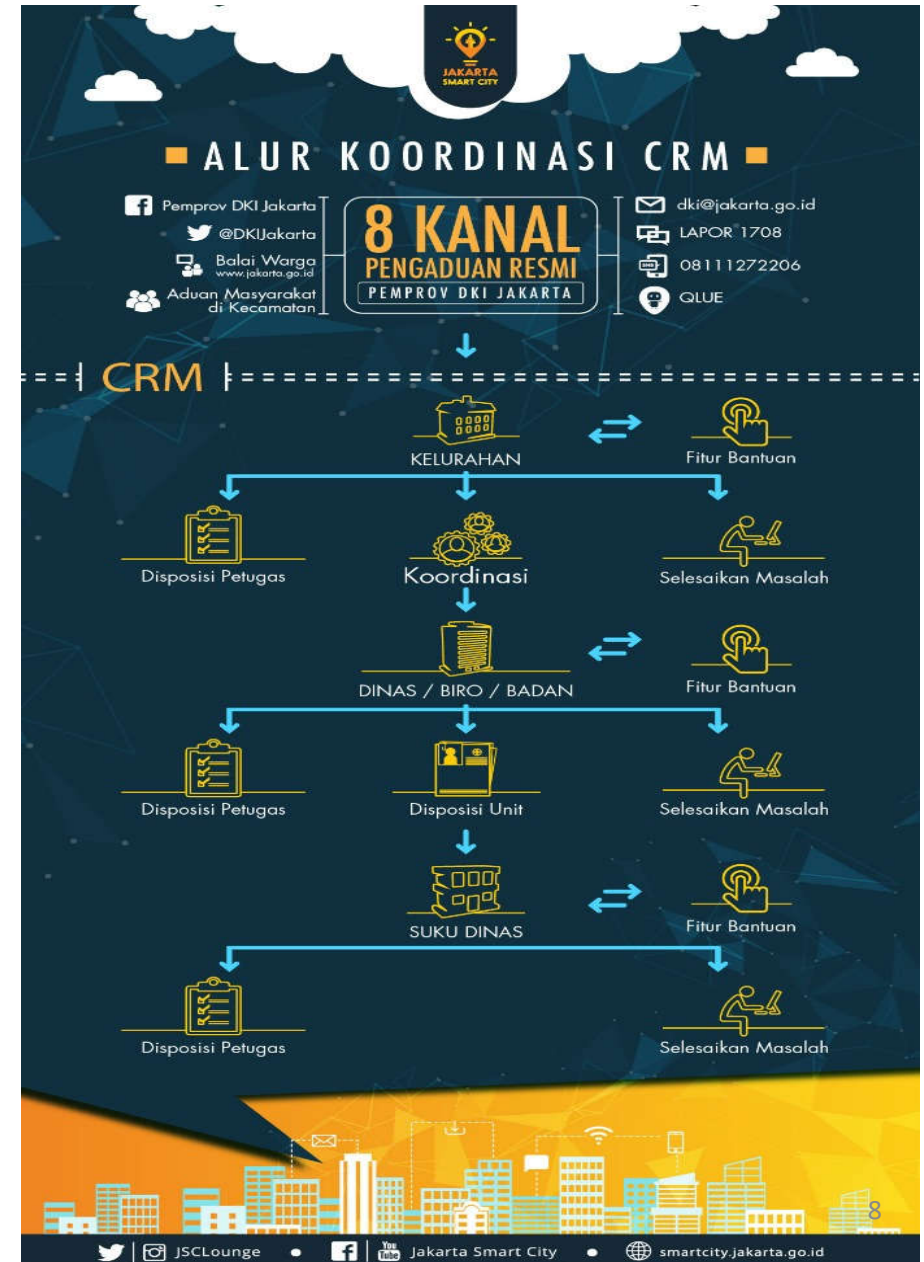 JAKARTA
SMART CITY
ALUR KOORDINASI CRM
Pemprov DKI Jakarta
@DKIJakarta
Balai Warga
www.jakarta.go.id
Aduan Masyarakat
di Kecamatan
8 KANAL
PENGADUAN RESMI
PEMPROV DKI JAKARTA
dki@jakarta.go.id
LAPOR 1708
SMS
08111272206
QLUE
CRM
KELURAHAN
Fitur Bantuan
Disposisi Petugas
Koordinasi
Selesaikan Masalah
DINAS / BIRO / BADAN
Fitur Bantuan
Disposisi Petugas
Disposisi Unit
Selesaikan Masalah
SUKU DINAS
Fitur Bantuan
Disposisi Petugas
Selesaikan Masalah
8
JSCLounge
You
Tube
Jakarta Smart City
smartcity.jakarta.go.id